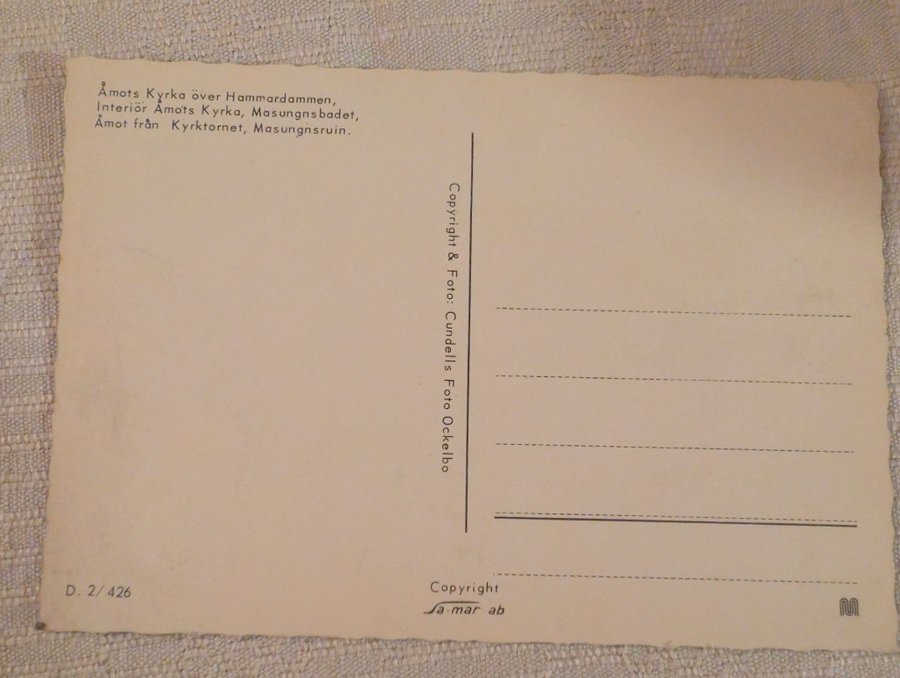 Åmots Kyrka över Hammardammen,
Interiör Åmots Kyrka, Masungnsbadet,
Åmot från Kyrktornet, Masungnsruin.
Copyright & Foto: Cundells Foto Ockelbo
D. 2/426
Copyright
Sa-mar ab